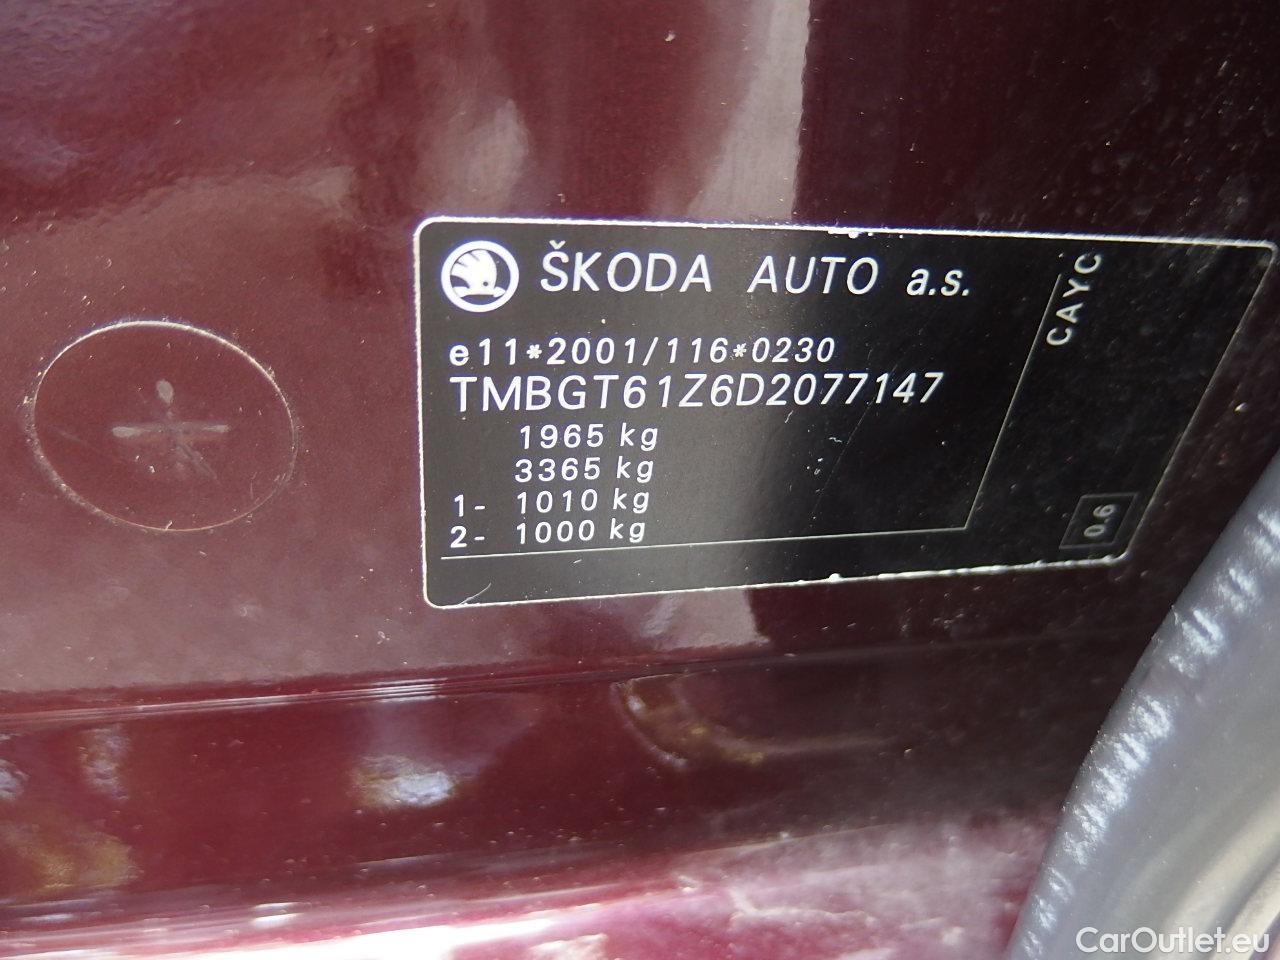 ŠKODA AUTO a.s.
e11*2001/116*0230
TMBGT61Z6D2077147
1965 kg
3365 kg
1- 1010 kg
2- 1000 kg
CAYC
0.6
CarOutlet.eu